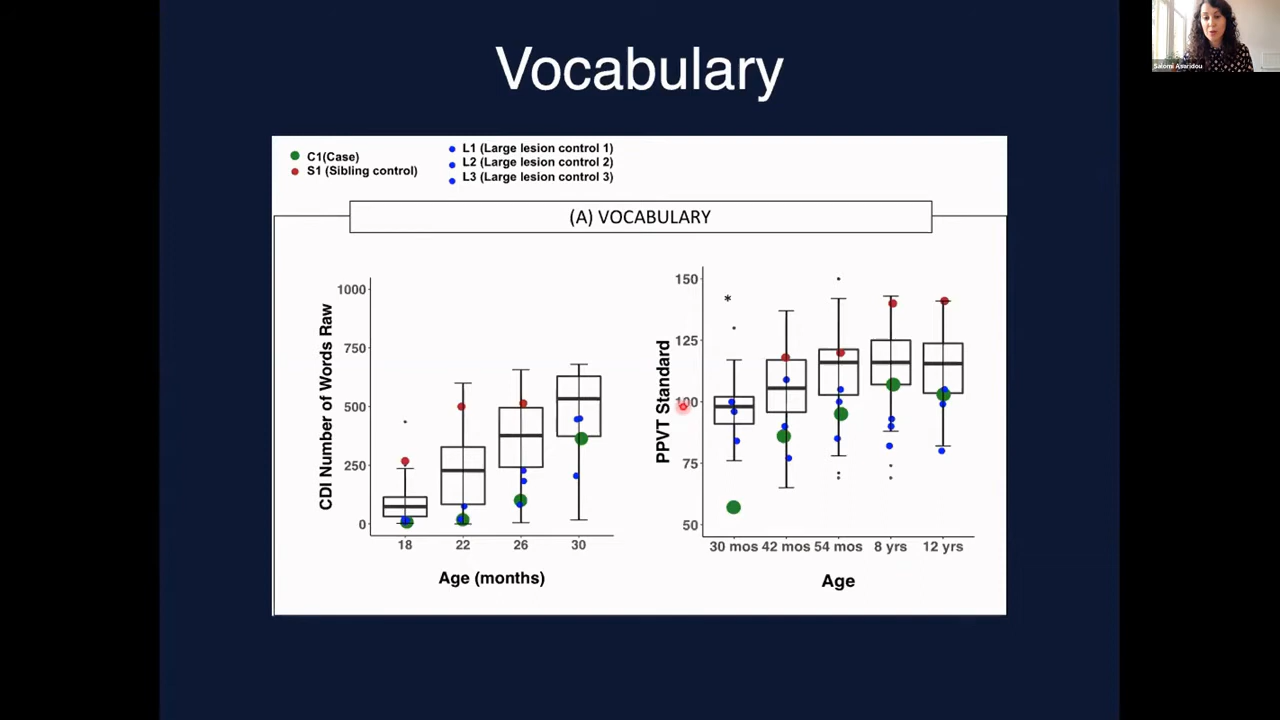 Vocabulary
Salomi Asaridou
C1(Case)
S1 (Sibling control)
L1 (Large lesion control 1)
L2 (Large lesion control 2)
L3 (Large lesion control 3)
(A) VOCABULARY
CDI Number of Words Raw
1000
750
500
250
0
18 22 26 30
Age (months)
PPVT Standard
150
125
100
75
50
*
30 mos 42 mos 54 mos 8 yrs 12 yrs
Age